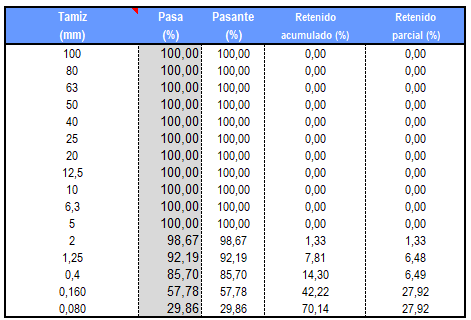 Tamiz Pasa Pasante Retenido Retenido
(mm) (%) (%) acumulado (%) parcial (%)
100 100,00 100,00 0,00 0,00
80 100,00 100,00 0,00 0,00
63 100,00 100,00 0,00 0,00
50 100,00 100,00 0,00 0,00
40 100,00 100,00 0,00 0,00
25 100,00 100,00 0,00 0,00
20 100,00 100,00 0,00 0,00
12,5 100,00 100,00 0,00 0,00
10 100,00 100,00 0,00 0,00
6,3 100,00 100,00 0,00 0,00
5 100,00 100,00 0,00 0,00
2 98,67 98,67 1,33 1,33
1,25 92,19 92,19 7,81 6,48
0,4 85,70 85,70 14,30 6,49
0,160 57,78 57,78 42,22 27,92
0,080 29,86 29,86 70,14 27,92